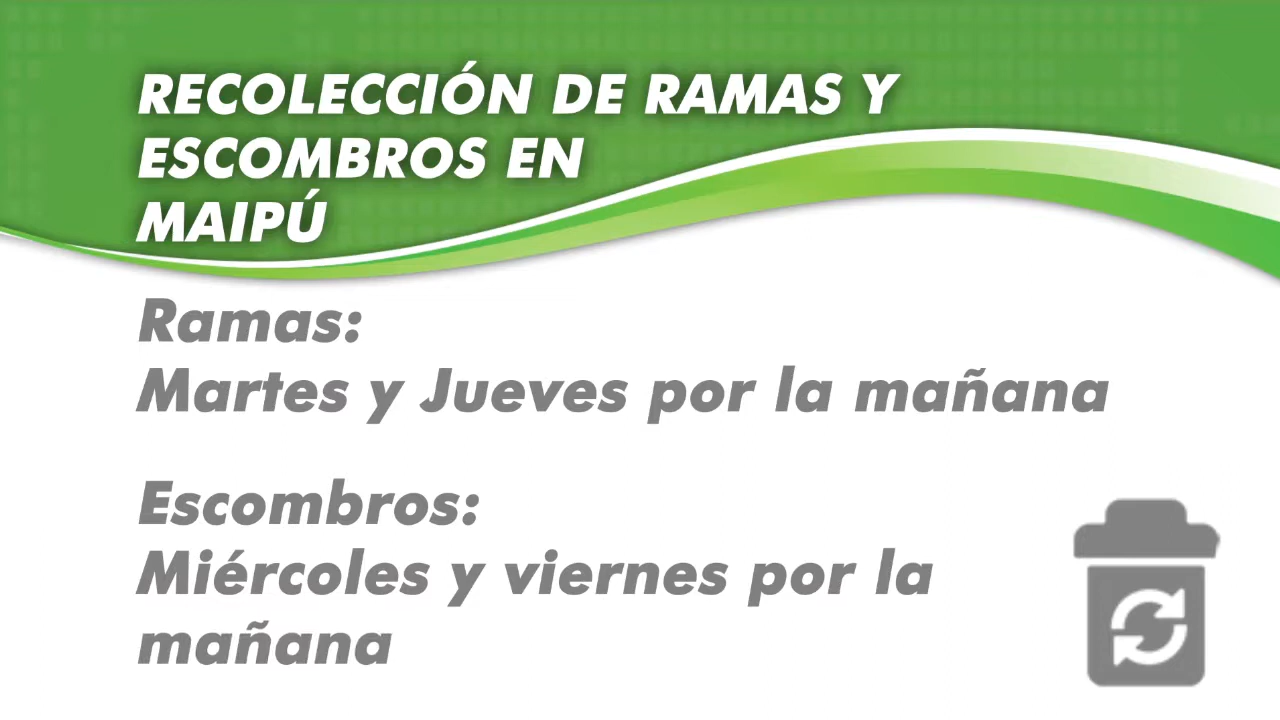 RECOLECCIÓN DE RAMAS Y
ESCOMBROS EN
MAIPÚ
Ramas:
Martes y Jueves por la mañana
Escombros:
Miércoles y viernes por la
mañana